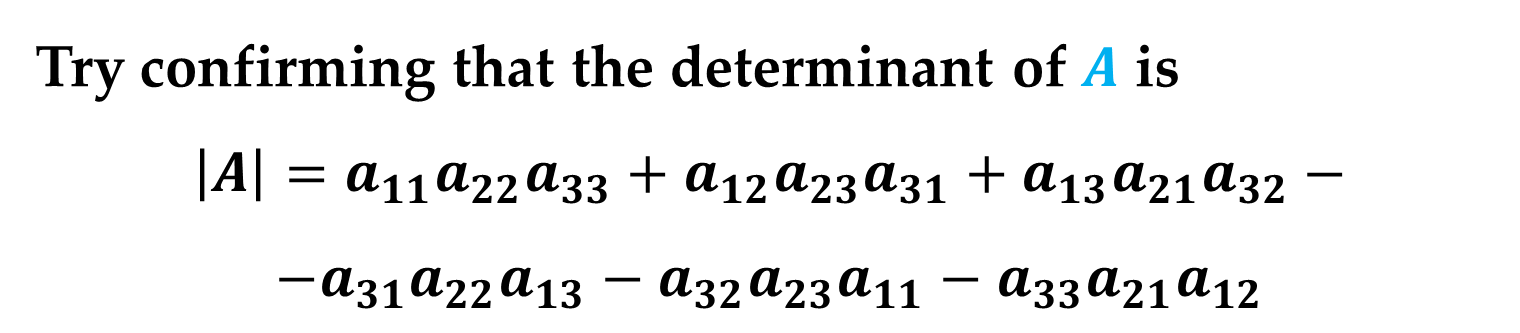 Try confirming that the determinant of A is
|A| = a₁₁a₂₂a₃₃ + a₁₂a₂₃a₃₁ + a₁₃a₂₁a₃₂ −
−a₃₁a₂₂a₁₃ − a₃₂a₂₃a₁₁ − a₃₃a₂₁a₁₂